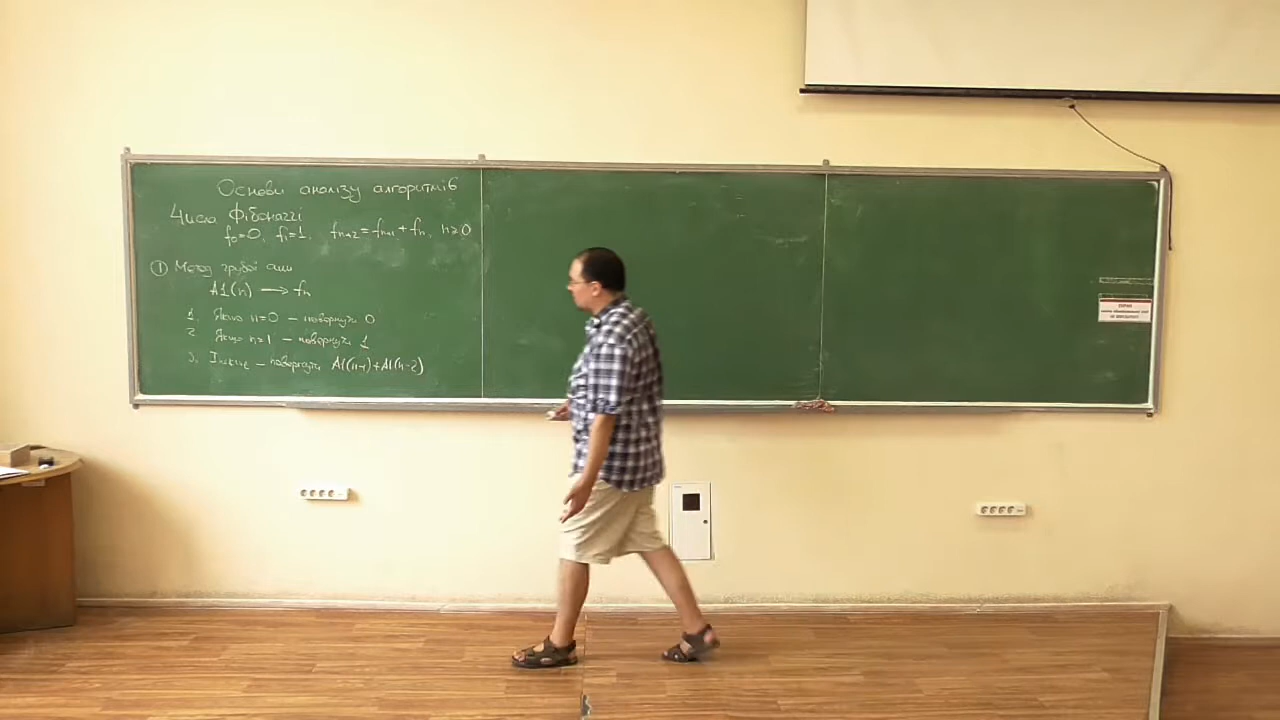 Основи аналізу алгоритмів
Числа Фібоначчі
f₀=0, f₁=1, fₙ₊₂=fₙ₊₁+fₙ, n≥0
① Метод грубої сили
A1(n) → fₙ
1. Якщо n=0 – повернути 0
2. Якщо n=1 – повернути 1
3. Інакше – повернути A1(n-1)+A1(n-2)